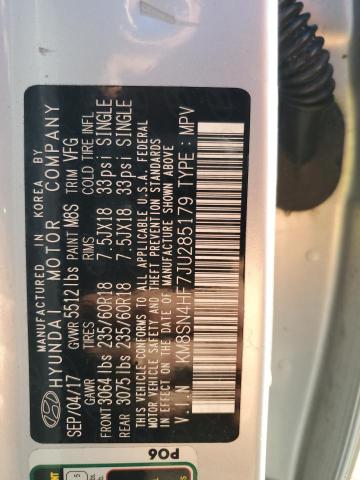 MANUFACTURED IN KOREA BY
HYUNDAI MOTOR COMPANY
SEP/04/17 GVWR 5512 lbs PAINT M8S TRIM VFG
GAWR TIRES RMS COLD TIRE INFL
FRONT 3064 lbs 235/60R18 7.5JX18 33psi SINGLE
REAR 3075 lbs 235/60R18 7.5JX18 33psi SINGLE
THIS VEHICLE CONFORMS TO ALL APPLICABLE U.S.A. FEDERAL
MOTOR VEHICLE SAFETY AND THEFT PREVENTION STANDARDS
IN EFFECT ON THE DATE OF MANUFACTURE SHOWN ABOVE.
V.I.N : KM8SN4HF7JU285179 TYPE : MPV
P06